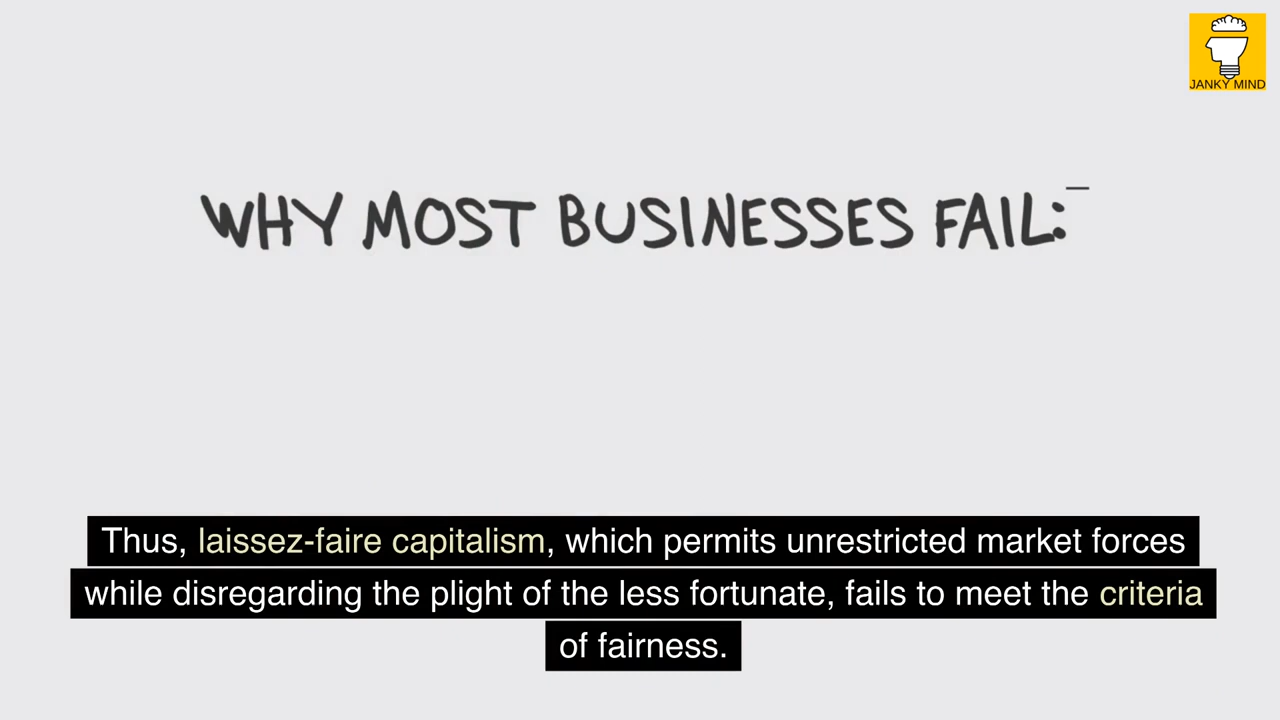 JANKY MIND
WHY MOST BUSINESSES FAIL:
Thus, laissez-faire capitalism, which permits unrestricted market forces
while disregarding the plight of the less fortunate, fails to meet the criteria
of fairness.